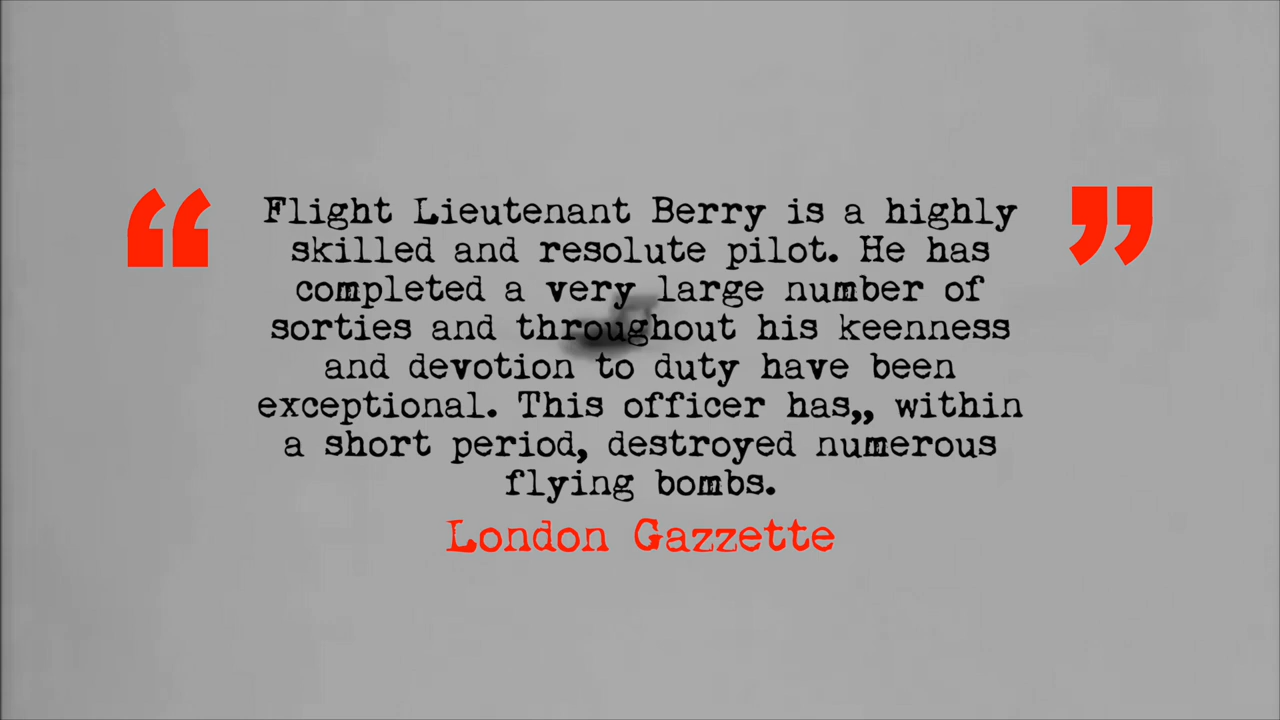 “ Flight Lieutenant Berry is a highly ”
skilled and resolute pilot. He has
completed a very large number of
sorties and throughout his keenness
and devotion to duty have been
exceptional. This officer has,, within
a short period, destroyed numerous
flying bombs.
London Gazzette